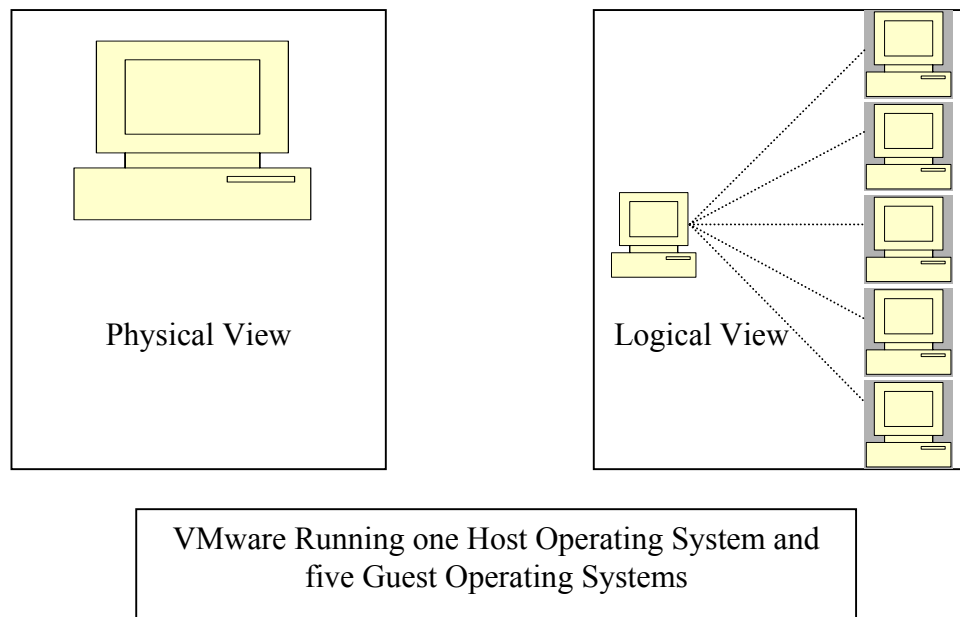 Physical View
Logical View
VMware Running one Host Operating System and
five Guest Operating Systems